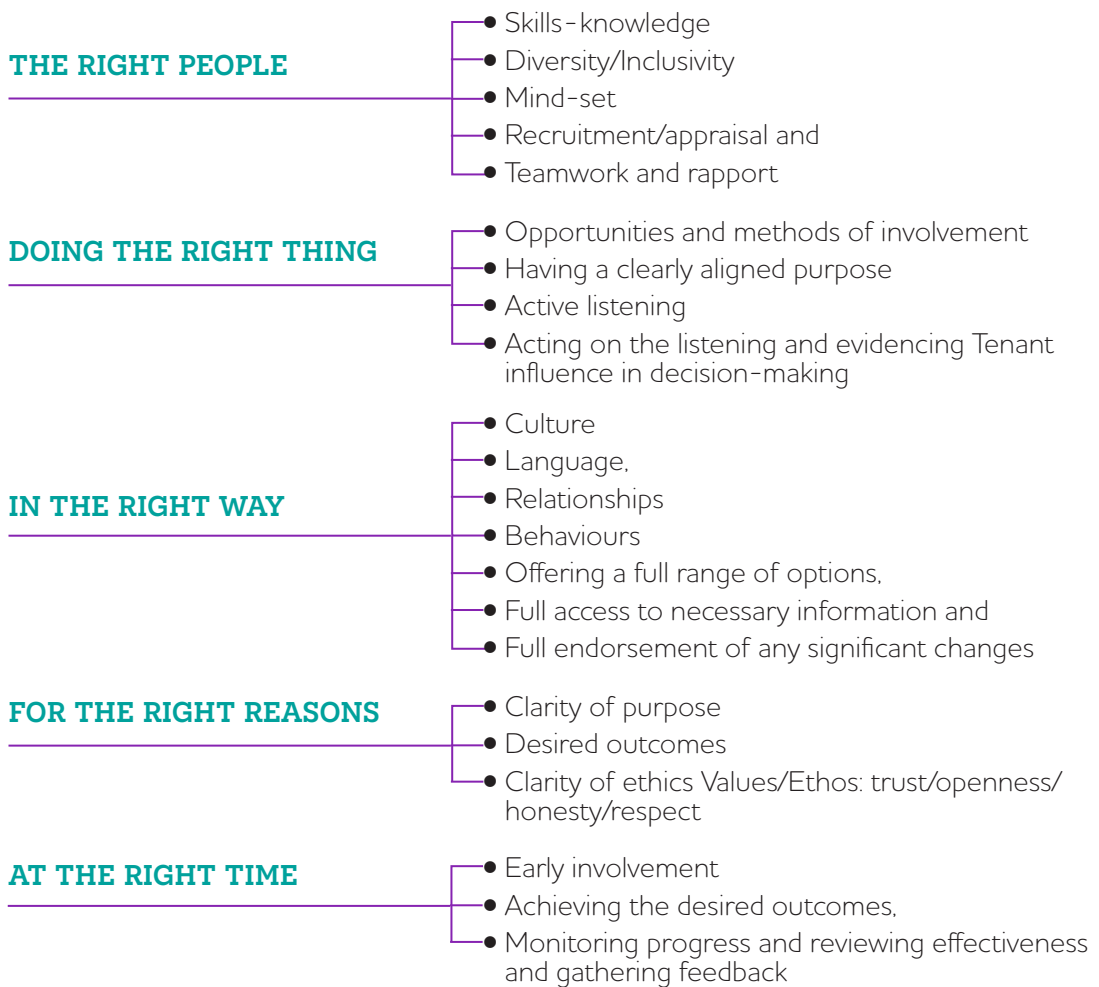 THE RIGHT PEOPLE
Skills-knowledge
Diversity/Inclusivity
Mind-set
Recruitment/appraisal and
Teamwork and rapport
DOING THE RIGHT THING
Opportunities and methods of involvement
Having a clearly aligned purpose
Active listening
Acting on the listening and evidencing Tenant
influence in decision-making
IN THE RIGHT WAY
Culture
Language,
Relationships
Behaviours
Offering a full range of options,
Full access to necessary information and
Full endorsement of any significant changes
FOR THE RIGHT REASONS
Clarity of purpose
Desired outcomes
Clarity of ethics Values/Ethos: trust/openness/
honesty/respect
AT THE RIGHT TIME
Early involvement
Achieving the desired outcomes,
Monitoring progress and reviewing effectiveness
and gathering feedback